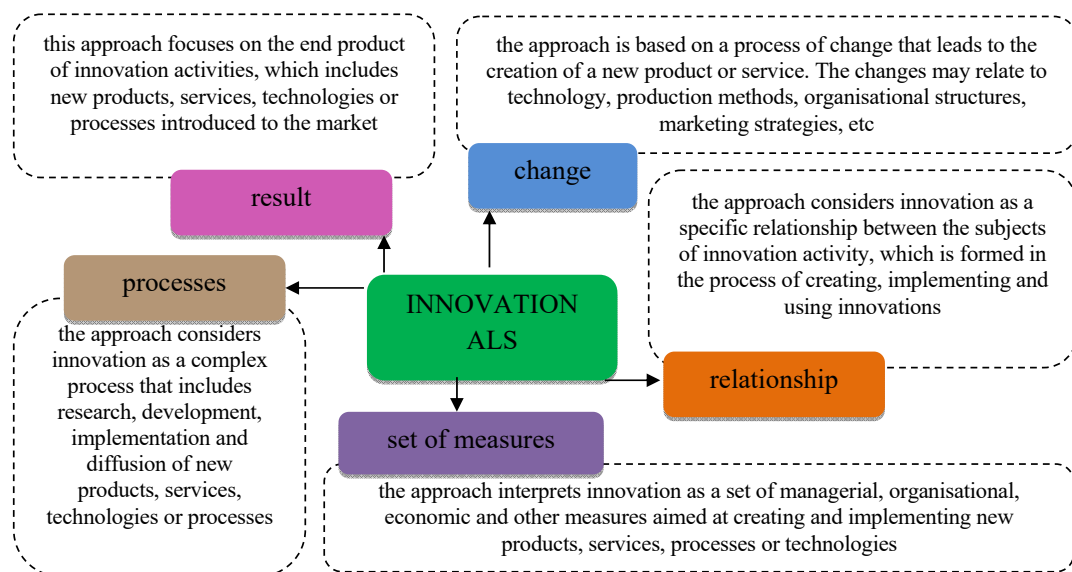 this approach focuses on the end product
of innovation activities, which includes
new products, services, technologies or
processes introduced to the market
result
the approach is based on a process of change that leads to the
creation of a new product or service. The changes may relate to
technology, production methods, organisational structures,
marketing strategies, etc
change
the approach considers innovation as a
specific relationship between the subjects
of innovation activity, which is formed in
the process of creating, implementing and
using innovations
relationship
processes
the approach considers
innovation as a complex
process that includes
research, development,
implementation and
diffusion of new
products, services,
technologies or processes
INNOVATION
ALS
set of measures
the approach interprets innovation as a set of managerial, organisational,
economic and other measures aimed at creating and implementing new
products, services, processes or technologies